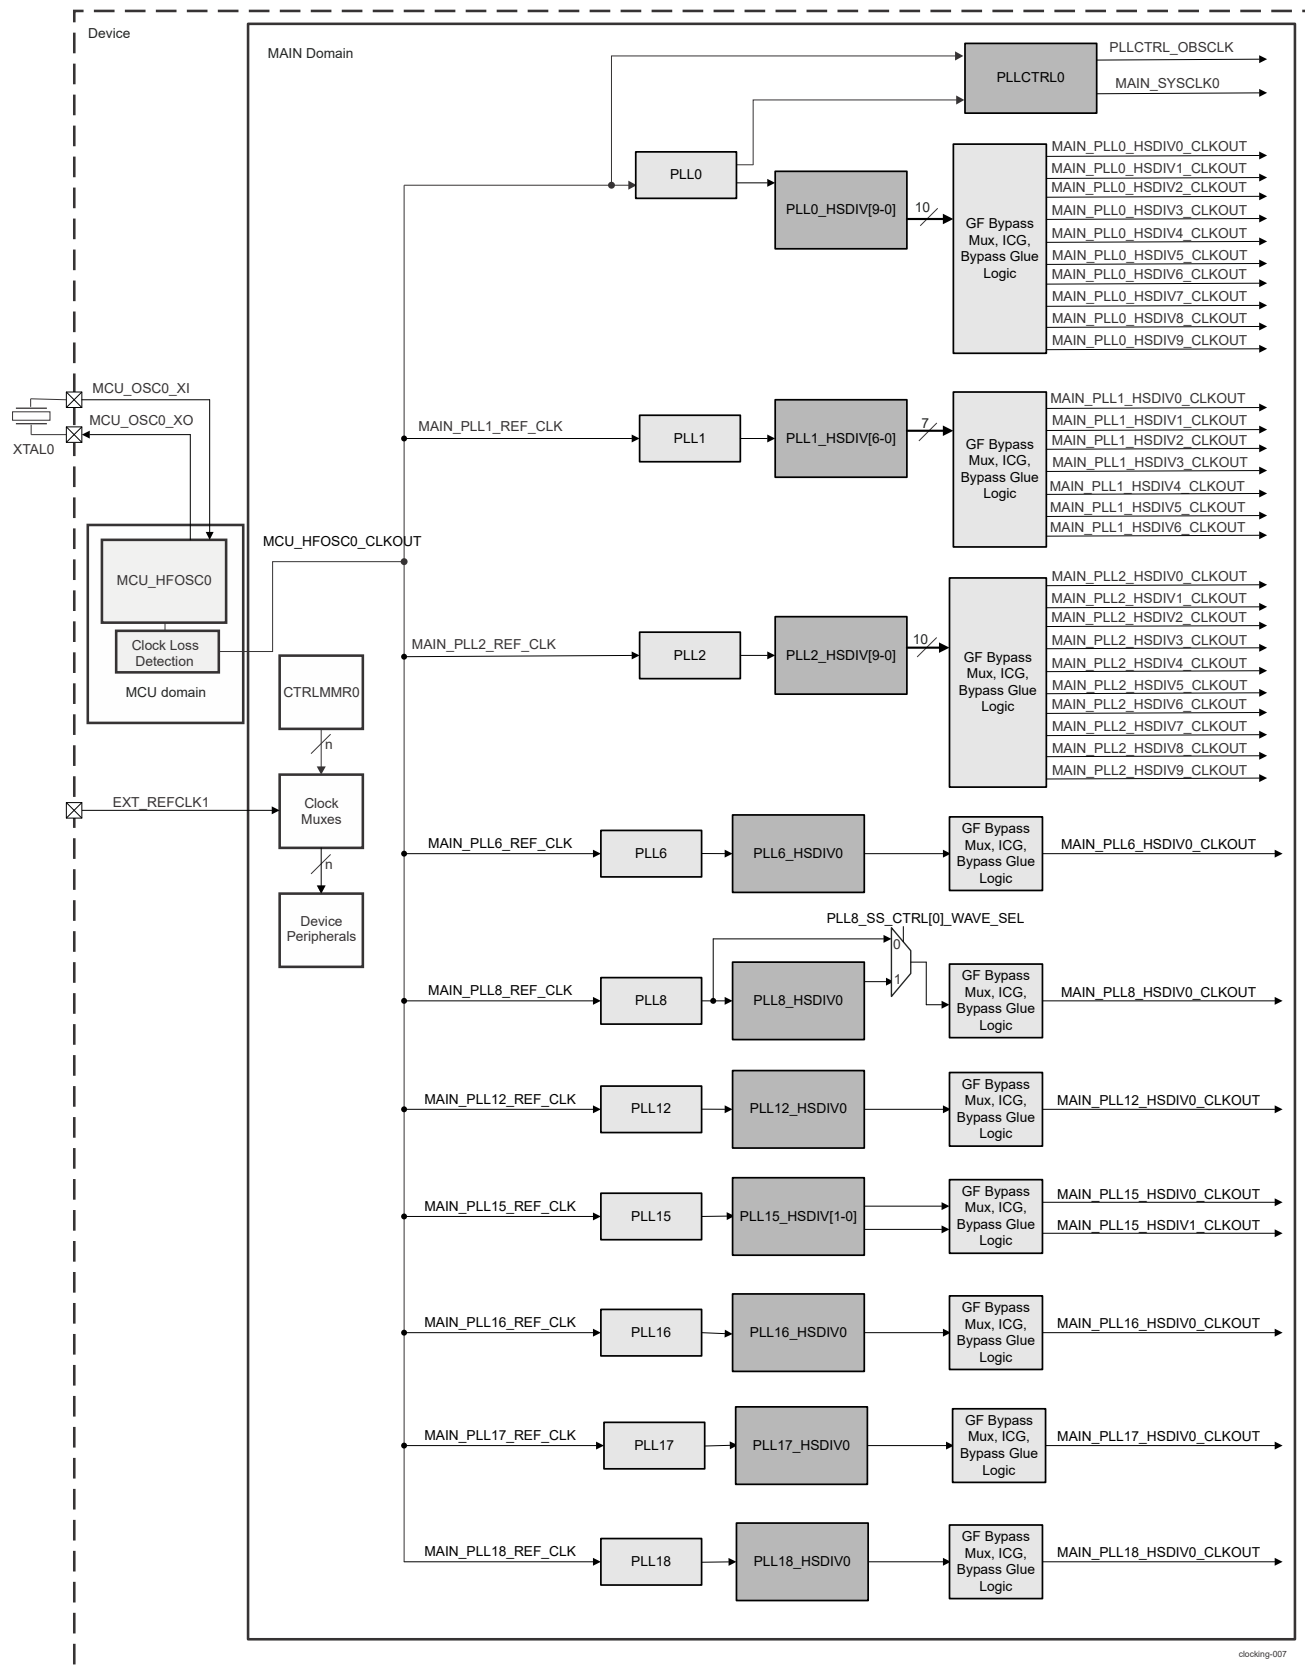 Device
MAIN Domain
PLLCTRL0
PLLCTRL_OBSCLK
MAIN_SYSCLK0
PLL0
PLL0_HSDIV[9-0]
10
GF Bypass
Mux, ICG,
Bypass Glue
Logic
MAIN_PLL0_HSDIV0_CLKOUT
MAIN_PLL0_HSDIV1_CLKOUT
MAIN_PLL0_HSDIV2_CLKOUT
MAIN_PLL0_HSDIV3_CLKOUT
MAIN_PLL0_HSDIV4_CLKOUT
MAIN_PLL0_HSDIV5_CLKOUT
MAIN_PLL0_HSDIV6_CLKOUT
MAIN_PLL0_HSDIV7_CLKOUT
MAIN_PLL0_HSDIV8_CLKOUT
MAIN_PLL0_HSDIV9_CLKOUT
MCU_OSC0_XI
MCU_OSC0_XO
XTAL0
MAIN_PLL1_REF_CLK
PLL1
PLL1_HSDIV[6-0]
7
GF Bypass
Mux, ICG,
Bypass Glue
Logic
MAIN_PLL1_HSDIV0_CLKOUT
MAIN_PLL1_HSDIV1_CLKOUT
MAIN_PLL1_HSDIV2_CLKOUT
MAIN_PLL1_HSDIV3_CLKOUT
MAIN_PLL1_HSDIV4_CLKOUT
MAIN_PLL1_HSDIV5_CLKOUT
MAIN_PLL1_HSDIV6_CLKOUT
MCU_HFOSC0
Clock Loss
Detection
MCU domain
MCU_HFOSC0_CLKOUT
MAIN_PLL2_REF_CLK
PLL2
PLL2_HSDIV[9-0]
10
GF Bypass
Mux, ICG,
Bypass Glue
Logic
MAIN_PLL2_HSDIV0_CLKOUT
MAIN_PLL2_HSDIV1_CLKOUT
MAIN_PLL2_HSDIV2_CLKOUT
MAIN_PLL2_HSDIV3_CLKOUT
MAIN_PLL2_HSDIV4_CLKOUT
MAIN_PLL2_HSDIV5_CLKOUT
MAIN_PLL2_HSDIV6_CLKOUT
MAIN_PLL2_HSDIV7_CLKOUT
MAIN_PLL2_HSDIV8_CLKOUT
MAIN_PLL2_HSDIV9_CLKOUT
CTRLMMR0
n
EXT_REFCLK1
Clock
Muxes
n
Device
Peripherals
MAIN_PLL6_REF_CLK
PLL6
PLL6_HSDIV0
GF Bypass
Mux, ICG,
Bypass Glue
Logic
MAIN_PLL6_HSDIV0_CLKOUT
PLL8_SS_CTRL[0]_WAVE_SEL
0
1
MAIN_PLL8_REF_CLK
PLL8
PLL8_HSDIV0
GF Bypass
Mux, ICG,
Bypass Glue
Logic
MAIN_PLL8_HSDIV0_CLKOUT
MAIN_PLL12_REF_CLK
PLL12
PLL12_HSDIV0
GF Bypass
Mux, ICG,
Bypass Glue
Logic
MAIN_PLL12_HSDIV0_CLKOUT
MAIN_PLL15_REF_CLK
PLL15
PLL15_HSDIV[1-0]
GF Bypass
Mux, ICG,
Bypass Glue
Logic
MAIN_PLL15_HSDIV0_CLKOUT
MAIN_PLL15_HSDIV1_CLKOUT
MAIN_PLL16_REF_CLK
PLL16
PLL16_HSDIV0
GF Bypass
Mux, ICG,
Bypass Glue
Logic
MAIN_PLL16_HSDIV0_CLKOUT
MAIN_PLL17_REF_CLK
PLL17
PLL17_HSDIV0
GF Bypass
Mux, ICG,
Bypass Glue
Logic
MAIN_PLL17_HSDIV0_CLKOUT
MAIN_PLL18_REF_CLK
PLL18
PLL18_HSDIV0
GF Bypass
Mux, ICG,
Bypass Glue
Logic
MAIN_PLL18_HSDIV0_CLKOUT
clocking-007